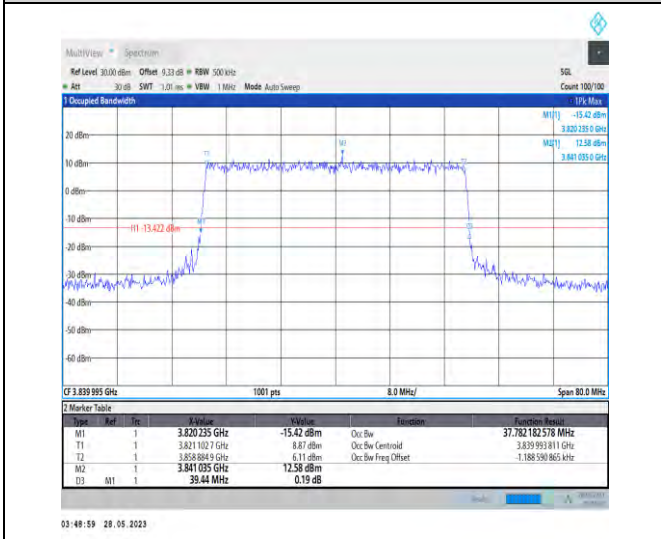 MultiView Spectrum
Ref Level 30.00 dBm Offset 9.33 dB RBW 500 kHz SGL
Att 30 dB SWT 1.01 ms VBW 1 MHz Mode Auto Sweep Count 100/100
1 Occupied Bandwidth 1Pk Max
M1[1] -15.42 dBm
3.820 235 0 GHz
20 dBm
M2[1] 12.58 dBm
3.841 035 0 GHz
M2
T1
T2
10 dBm
0 dBm
-10 dBm
H1 -13.422 dBm
M1
D3
-30 dBm
-40 dBm
-50 dBm
-60 dBm
CF 3.839 995 GHz 1001 pts 8.0 MHz/ Span 80.0 MHz
2 Marker Table
Type Ref Trc X-Value Y-Value Function Function Result
M1 1 3.820235 GHz -15.42 dBm Occ Bw 37.782 182 578 MHz
T1 1 3.821 102 7 GHz 8.87 dBm Occ Bw Centroid 3.839 993 811 GHz
T2 1 3.858 884 9 GHz 6.11 dBm Occ Bw Freq Offset -1.188 590 865 kHz
M2 1 3.841 035 GHz 12.58 dBm
D3 M1 1 39.44 MHz 0.19 dB
03:48:59 28.05.2023